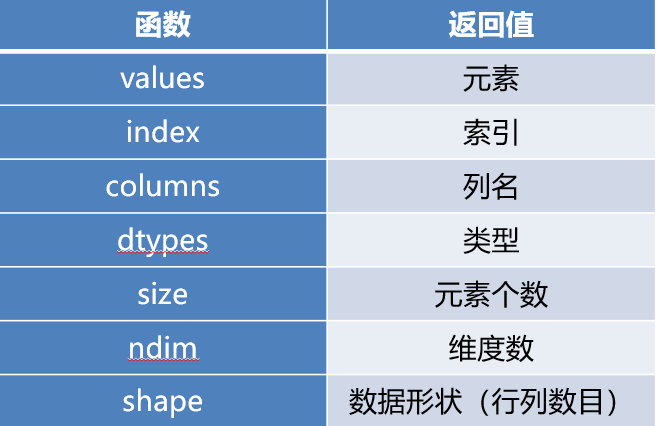 函数 返回值
values 元素
index 索引
columns 列名
dtypes 类型
size 元素个数
ndim 维度数
shape 数据形状（行列数目）